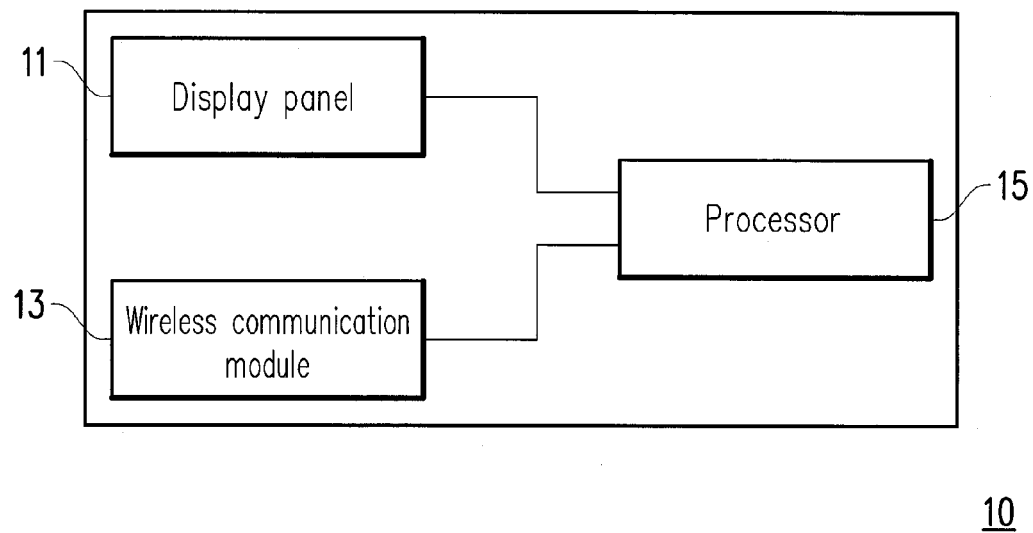 11
Display panel
Processor
15
13
Wireless communication
module
10